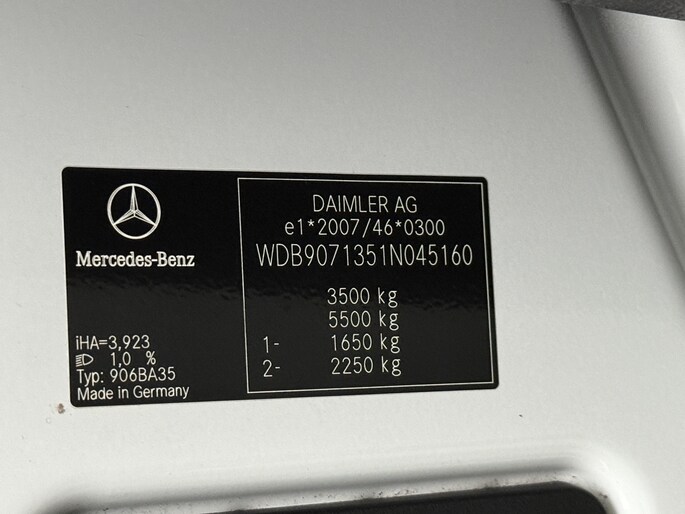 Mercedes-Benz
iHA=3,923
1,0 %
Typ: 906BA35
Made in Germany
DAIMLER AG
e1*2007/46*0300
WDB9071351N045160
3500 kg
5500 kg
1- 1650 kg
2- 2250 kg